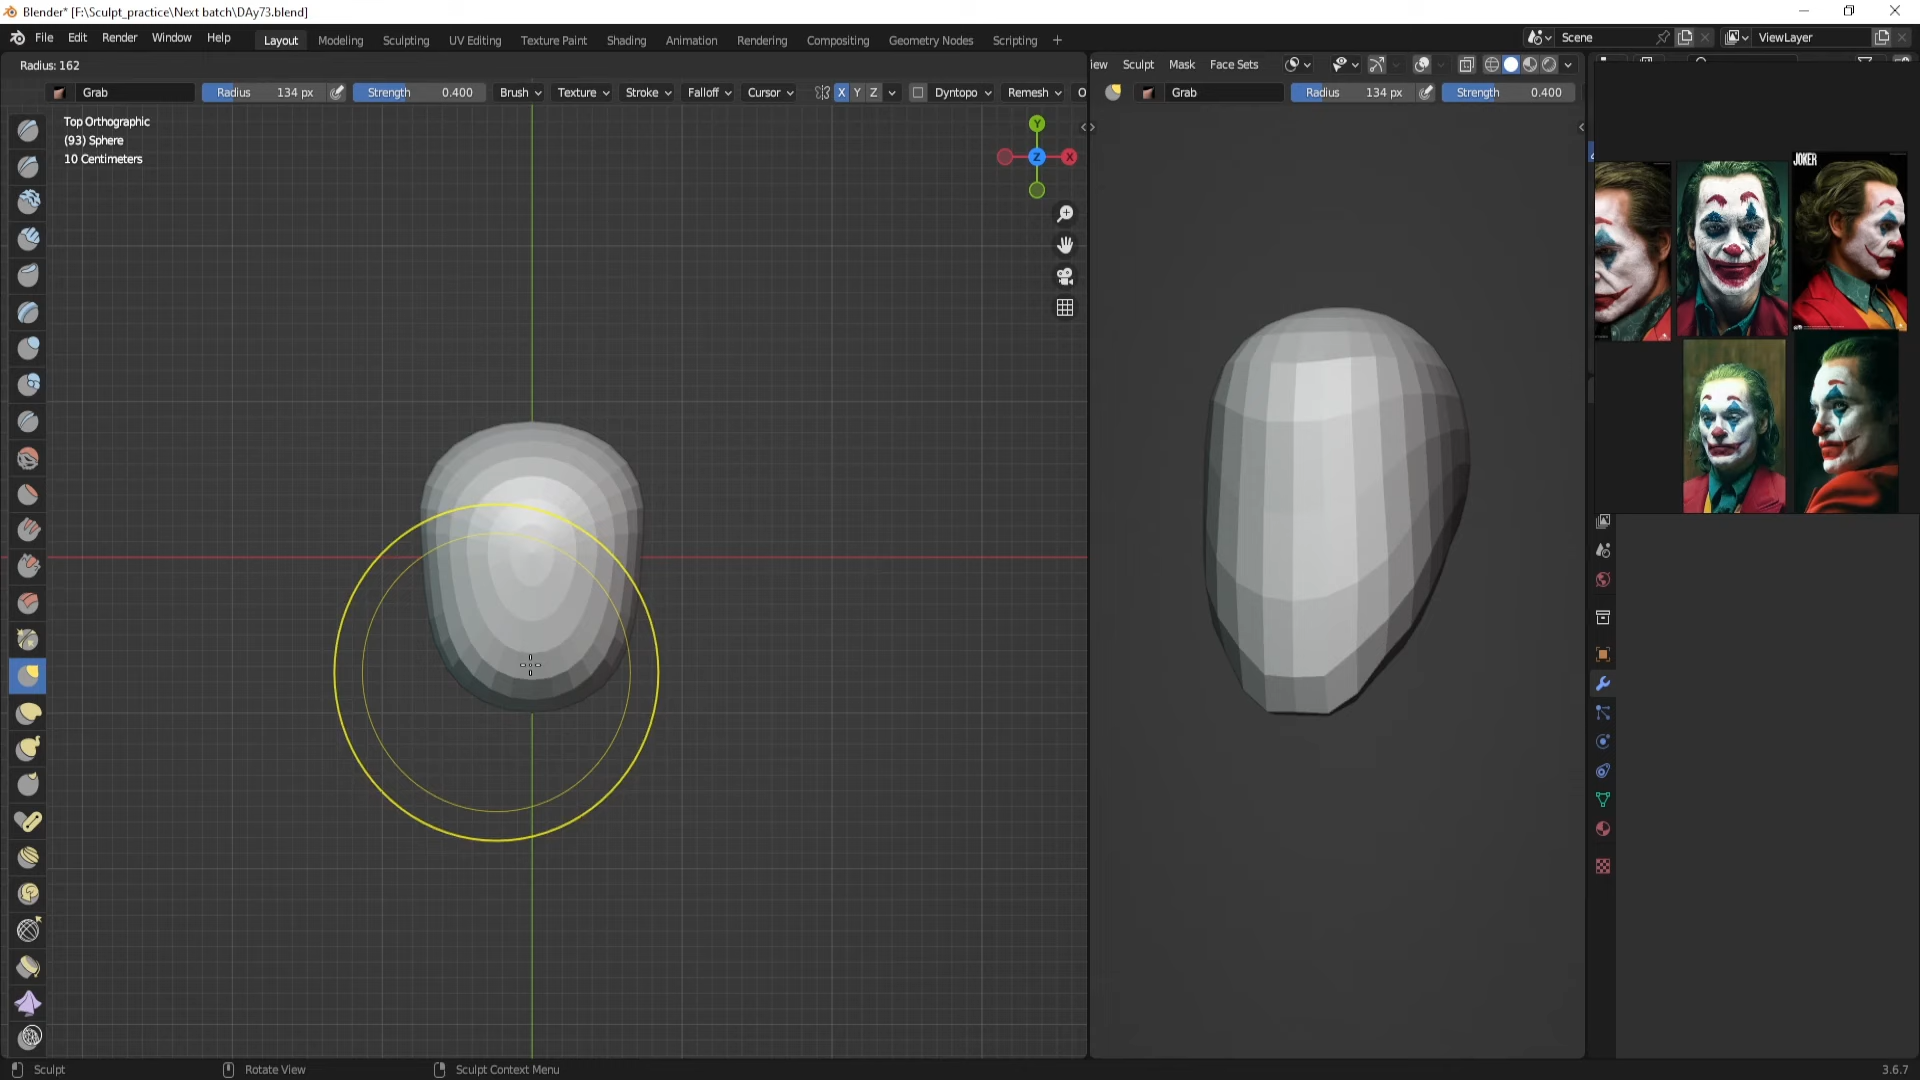 Blender* [F:\Sculpt_practice\Next batch\DAy73.blend]
File Edit Render Window Help Layout Modeling Sculpting UV Editing Texture Paint Shading Animation Rendering Compositing Geometry Nodes Scripting + Scene ViewLayer
Radius: 162
Grab Radius 134 px Strength 0.400 Brush Texture Stroke Falloff Cursor X Y Z Dyntopo Remesh O
iew Sculpt Mask Face Sets
Grab Radius 134 px Strength 0.400
Top Orthographic
(93) Sphere
10 Centimeters
Y
Z X
JOKER
Sculpt Rotate View Sculpt Context Menu 3.6.7